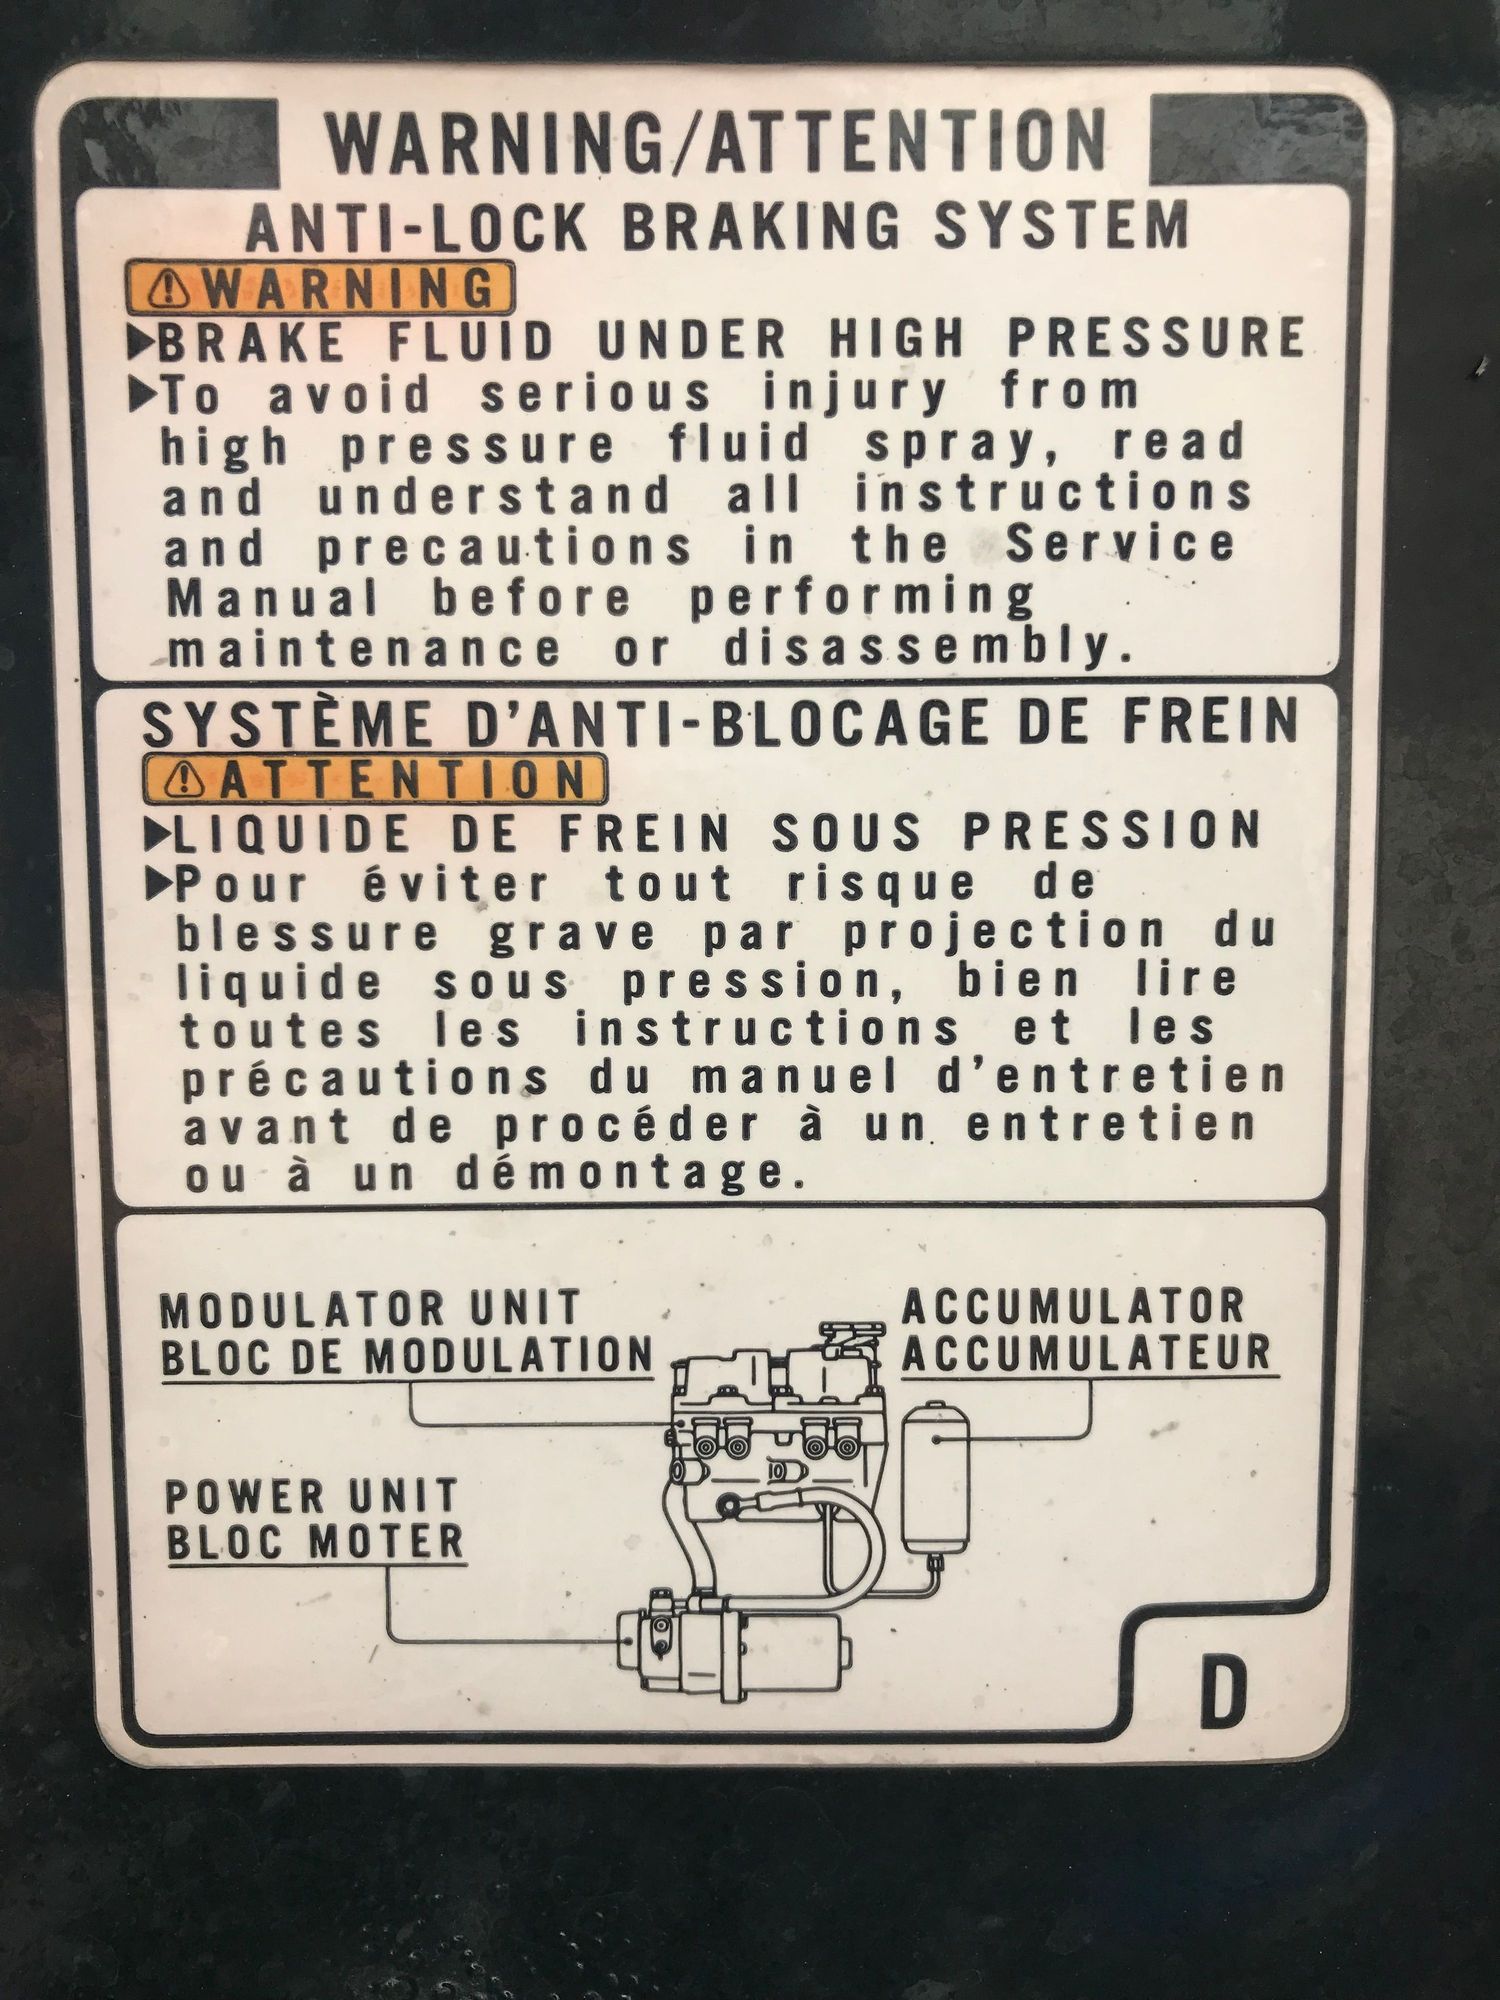 WARNING/ATTENTION
ANTI-LOCK BRAKING SYSTEM
⚠WARNING
▶BRAKE FLUID UNDER HIGH PRESSURE
▶To avoid serious injury from
high pressure fluid spray, read
and understand all instructions
and precautions in the Service
Manual before performing
maintenance or disassembly.
SYSTÈME D'ANTI-BLOCAGE DE FREIN
⚠ATTENTION
▶LIQUIDE DE FREIN SOUS PRESSION
▶Pour éviter tout risque de
blessure grave par projection du
liquide sous pression, bien lire
toutes les instructions et les
précautions du manuel d'entretien
avant de procéder à un entretien
ou à un démontage.
MODULATOR UNIT
BLOC DE MODULATION
ACCUMULATOR
ACCUMULATEUR
POWER UNIT
BLOC MOTER
D